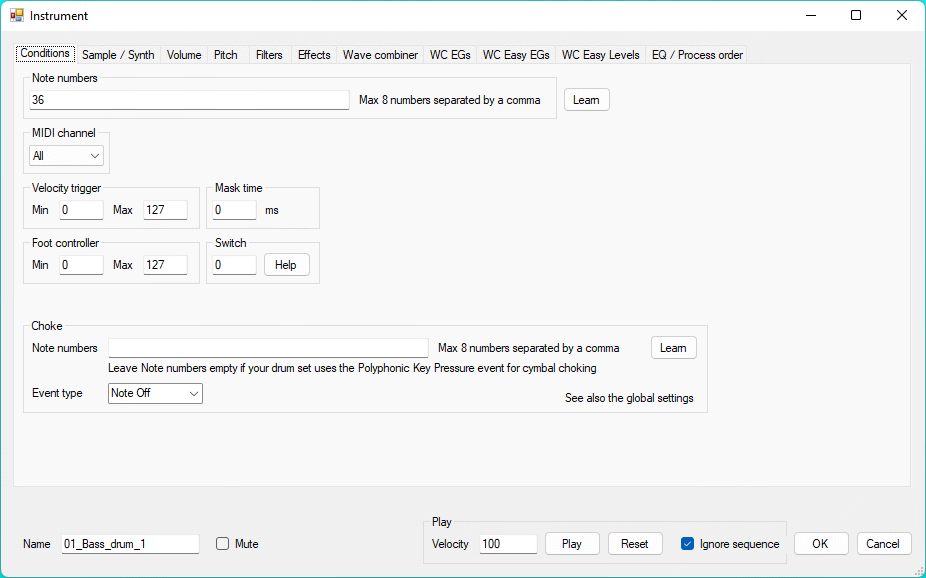 Instrument
Conditions Sample / Synth Volume Pitch Filters Effects Wave combiner WC EGs WC Easy EGs WC Easy Levels EQ / Process order
Note numbers
36 Max 8 numbers separated by a comma Learn
MIDI channel
All
Velocity trigger Mask time
Min 0 Max 127 0 ms
Foot controller Switch
Min 0 Max 127 0 Help
Choke
Note numbers Max 8 numbers separated by a comma Learn
Leave Note numbers empty if your drum set uses the Polyphonic Key Pressure event for cymbal choking
Event type Note Off See also the global settings
Play
Name 01_Bass_drum_1 Mute Velocity 100 Play Reset Ignore sequence OK Cancel